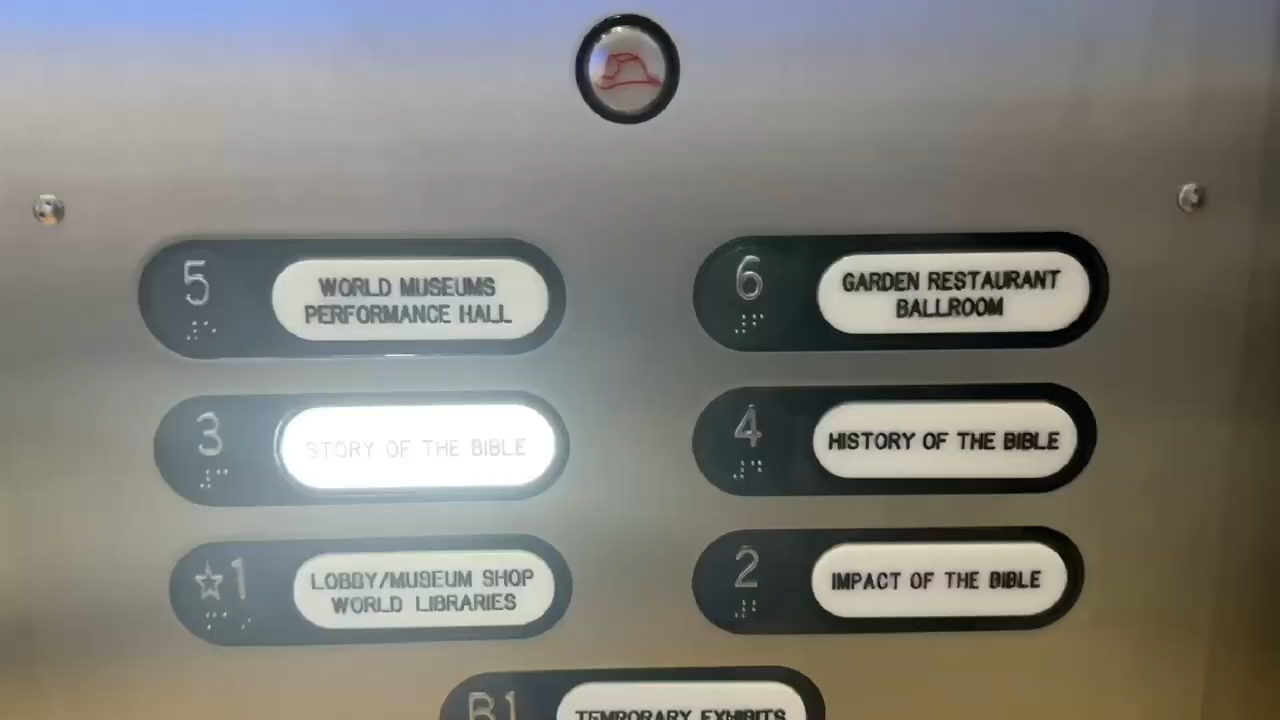 5
WORLD MUSEUMS
PERFORMANCE HALL
6
GARDEN RESTAURANT
BALLROOM
3
STORY OF THE BIBLE
4
HISTORY OF THE BIBLE
☆1
LOBBY/MUSEUM SHOP
WORLD LIBRARIES
2
IMPACT OF THE BIBLE
B1
TEMPORARY EXHIBITS